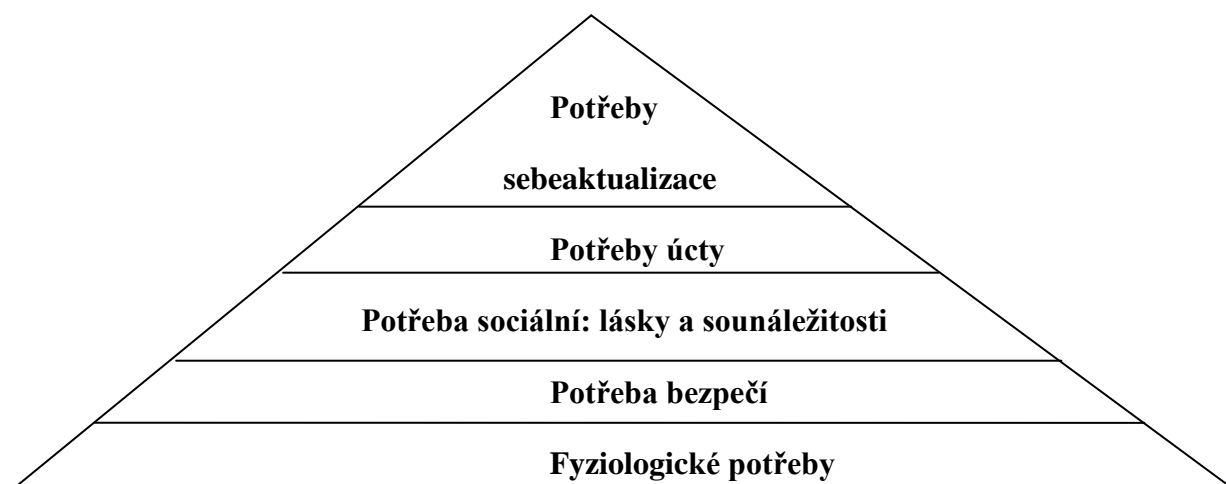 Potřeby
sebeaktualizace
Potřeby úcty
Potřeba sociální: lásky a sounáležitosti
Potřeba bezpečí
Fyziologické potřeby